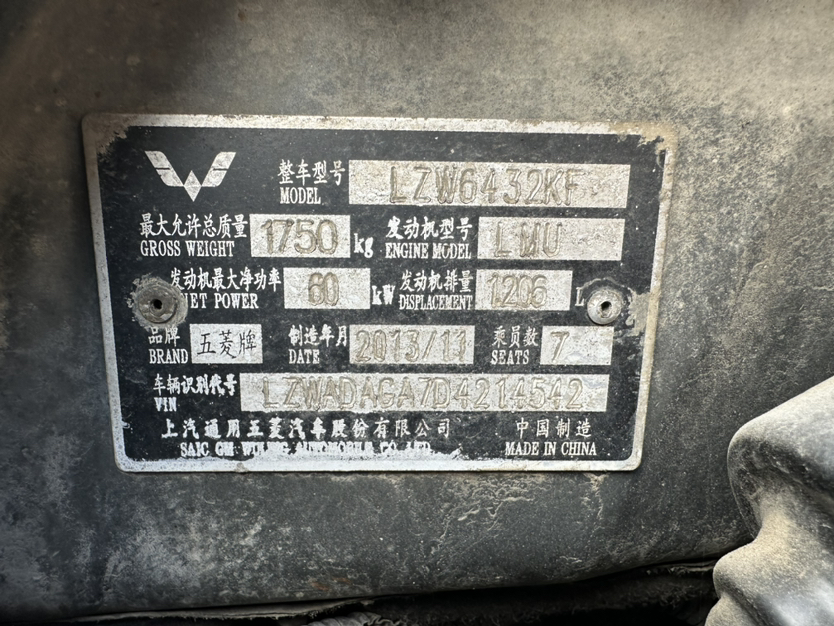 整车型号 LZW6432KF
MODEL
最大允许总质量 1750 kg 发动机型号 LMU
GROSS WEIGHT ENGINE MODEL
发动机最大净功率 60 kW 发动机排量 1.206 L
NET POWER DISPLACEMENT
品牌 五菱牌 制造年月 2013/11 乘员数 7
BRAND DATE SEATS
车辆识别代号 LZWADAGA7D4214542
VIN
上汽通用五菱汽车股份有限公司 中国制造
SAIC GM WULING AUTOMOBILE CO LTD MADE IN CHINA